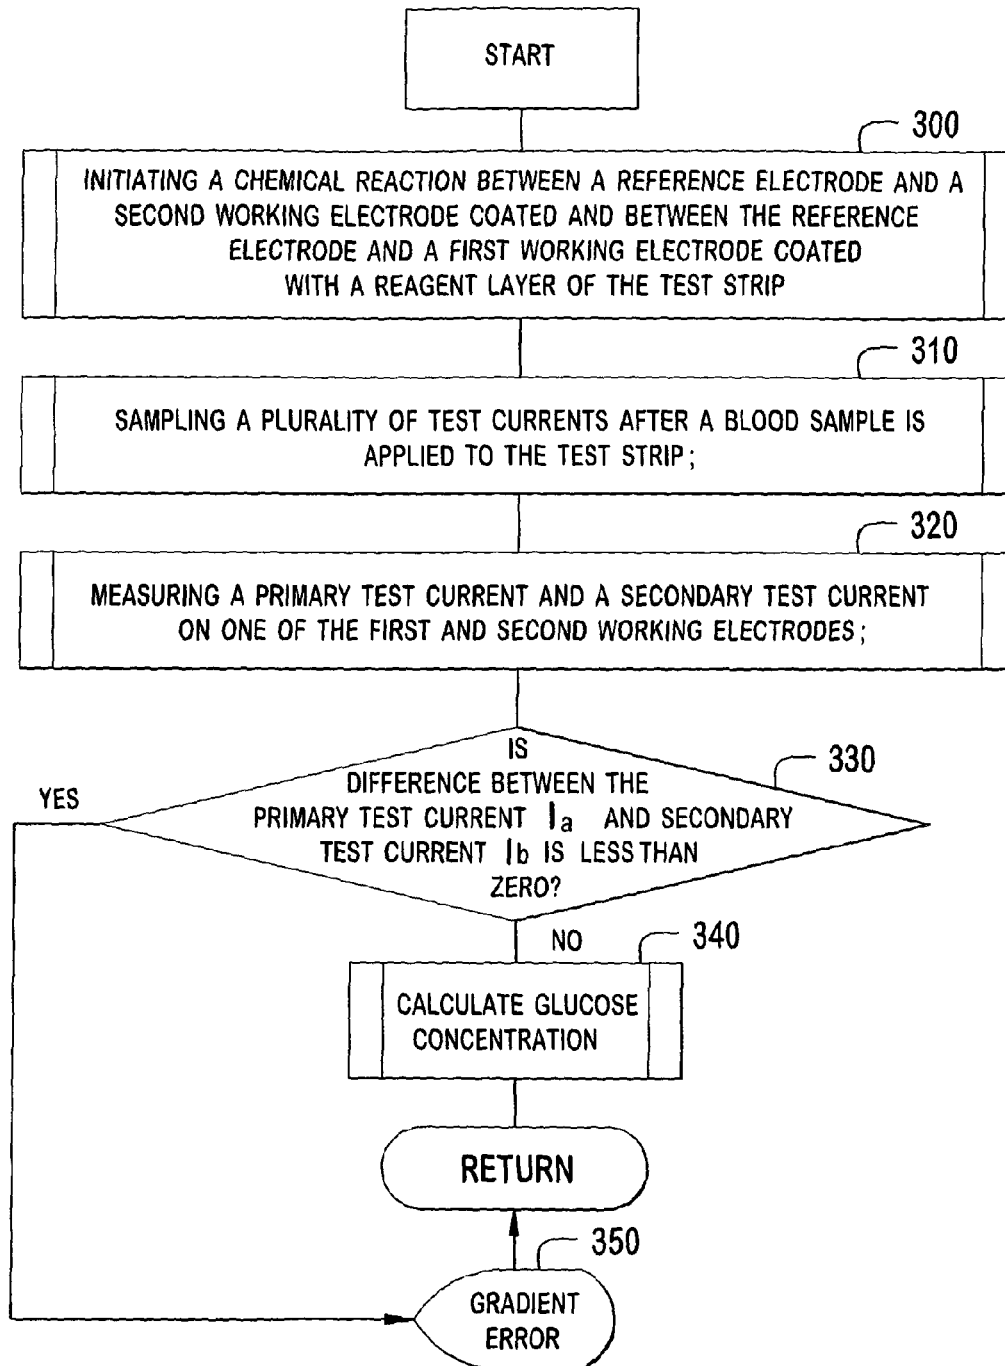 START
300
INITIATING A CHEMICAL REACTION BETWEEN A REFERENCE ELECTRODE AND A
SECOND WORKING ELECTRODE COATED AND BETWEEN THE REFERENCE
ELECTRODE AND A FIRST WORKING ELECTRODE COATED
WITH A REAGENT LAYER OF THE TEST STRIP
310
SAMPLING A PLURALITY OF TEST CURRENTS AFTER A BLOOD SAMPLE IS
APPLIED TO THE TEST STRIP;
320
MEASURING A PRIMARY TEST CURRENT AND A SECONDARY TEST CURRENT
ON ONE OF THE FIRST AND SECOND WORKING ELECTRODES;
330
IS
DIFFERENCE BETWEEN THE
PRIMARY TEST CURRENT Ia AND SECONDARY
TEST CURRENT Ib IS LESS THAN
ZERO?
YES
NO
340
CALCULATE GLUCOSE
CONCENTRATION
RETURN
350
GRADIENT
ERROR